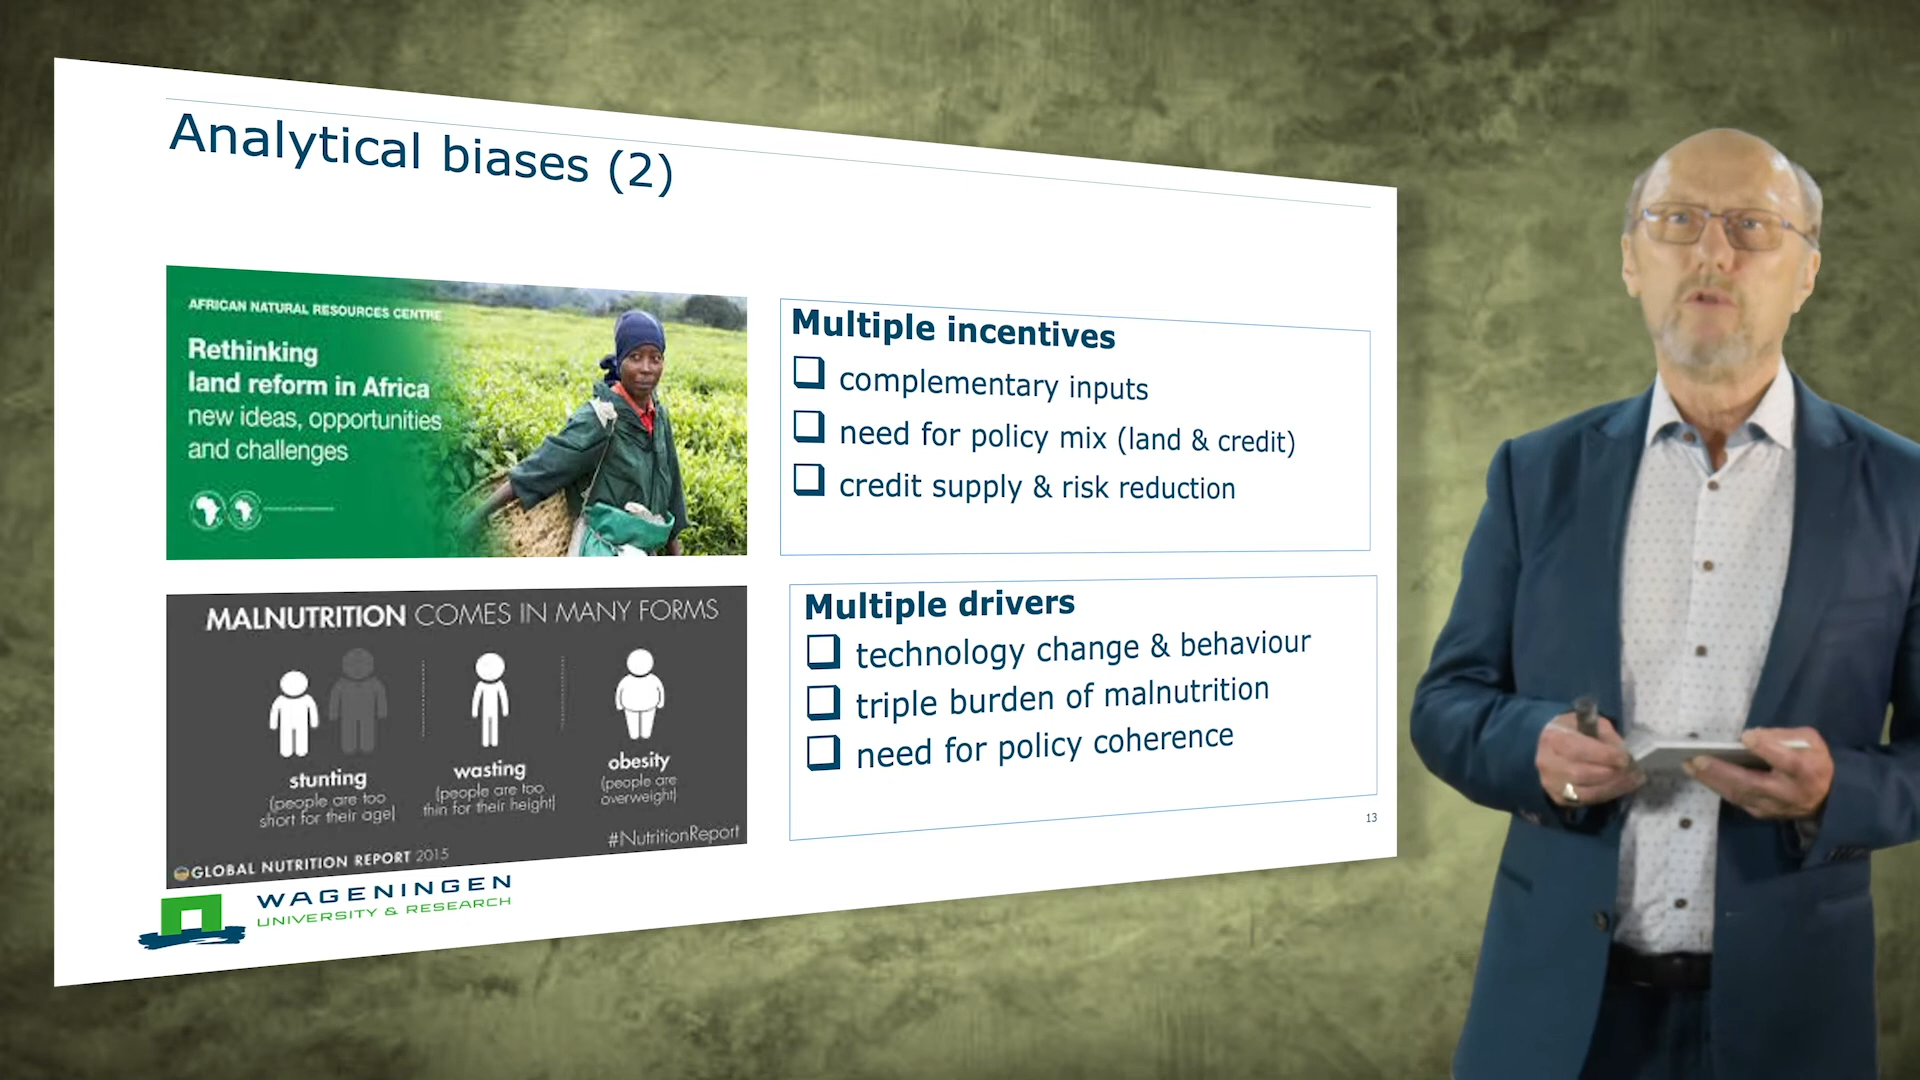 Analytical biases (2)
AFRICAN NATURAL RESOURCES CENTRE
Rethinking
land reform in Africa
new ideas, opportunities
and challenges
Multiple incentives
complementary inputs
need for policy mix (land & credit)
credit supply & risk reduction
MALNUTRITION COMES IN MANY FORMS
stunting
(people are too
short for their age)
wasting
(people are too
thin for their height)
obesity
(people are
overweight)
#NutritionReport
GLOBAL NUTRITION REPORT 2015
Multiple drivers
technology change & behaviour
triple burden of malnutrition
need for policy coherence
13
WAGENINGEN
UNIVERSITY & RESEARCH